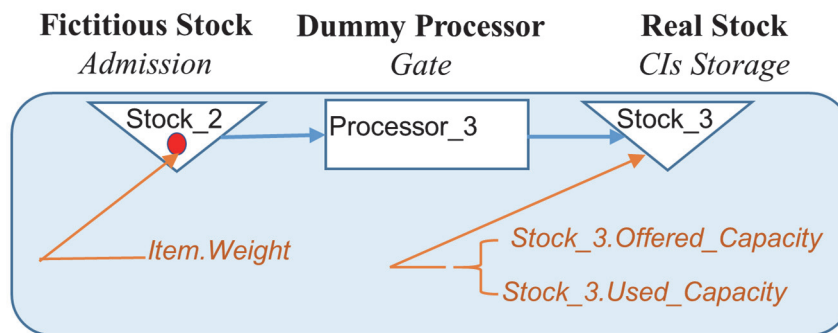 Fictitious Stock Dummy Processor Real Stock
Admission Gate CIs Storage
Stock_2 Processor_3 Stock_3
Item.Weight
Stock_3.Offered_Capacity
Stock_3.Used_Capacity